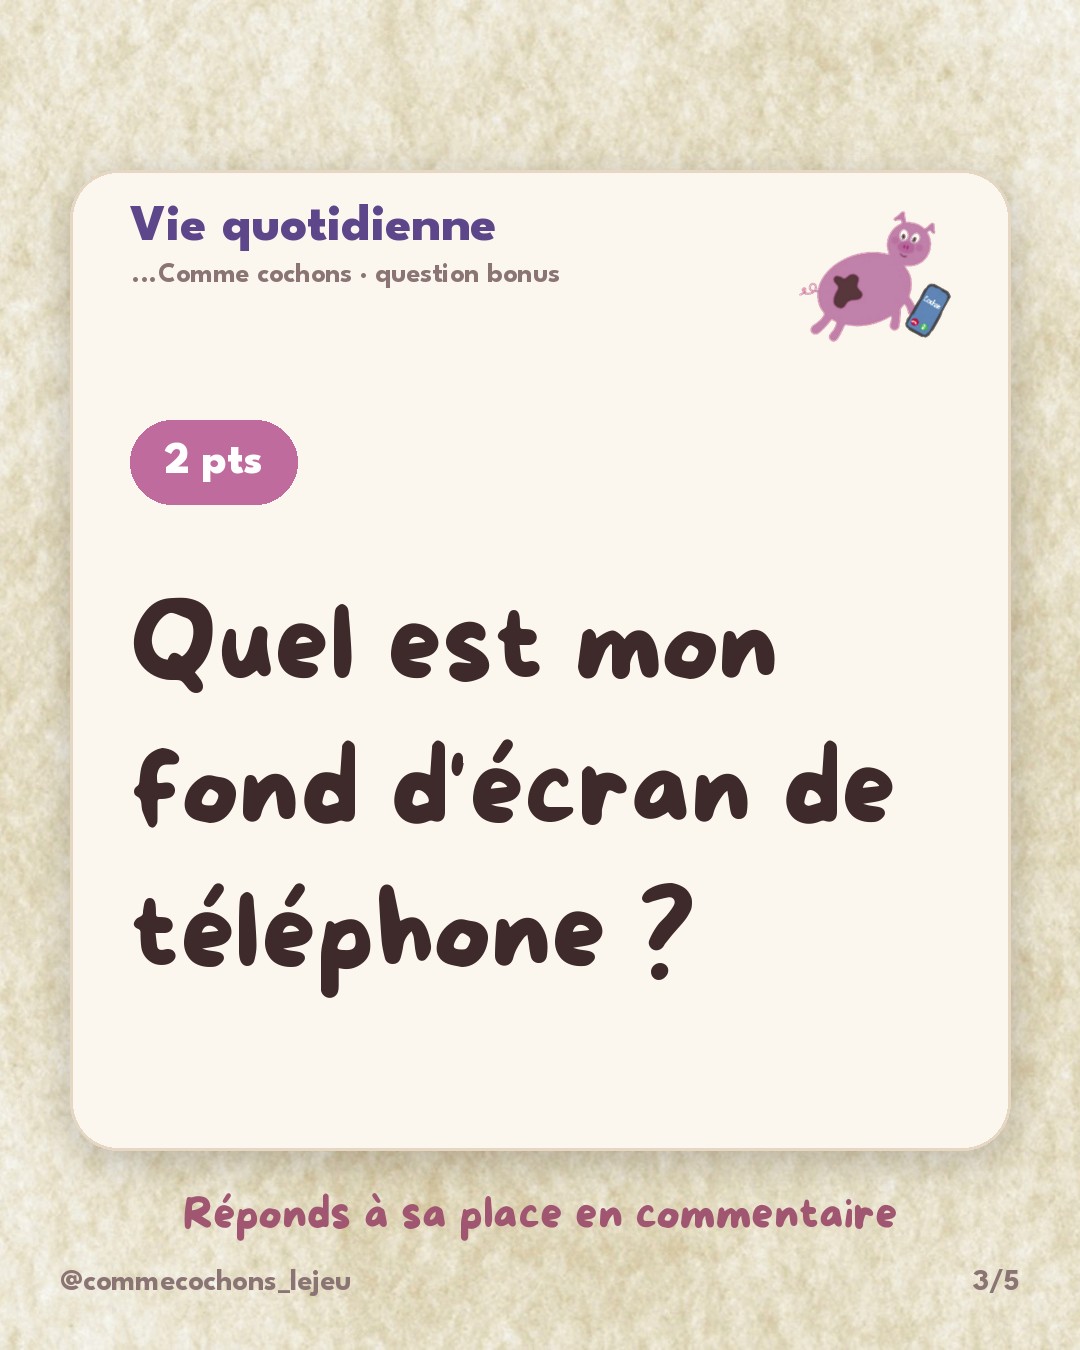 Vie quotidienne
...Comme cochons · question bonus
2 pts
Quel est mon
fond d'écran de
téléphone ?
Réponds à sa place en commentaire
@commecochons_lejeu
3/5